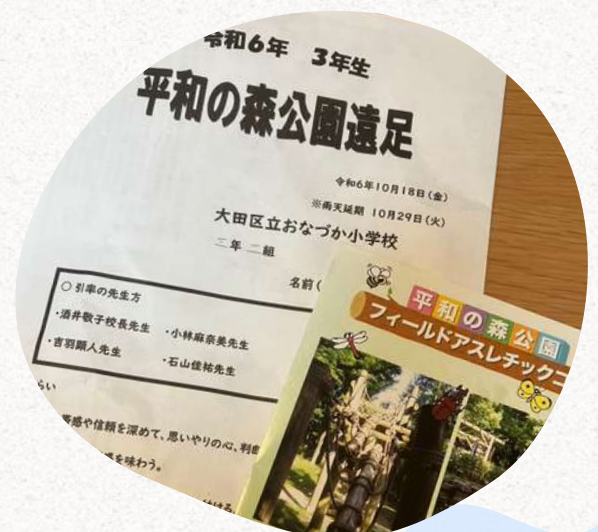 令和6年 3年生
平和の森公園遠足
令和6年10月18日(金)
※雨天延期 10月29日(火)
大田区立おなづか小学校
年 二組
名前(
○ 引率の先生方
・酒井敬子校長先生 ・小林麻奈美先生
・吉羽顕人先生 ・石山佳祐先生
らい
感や信頼を深めて、思いやりの心、判
を味わう。
平和の森公園
フィールドアスレチックコ